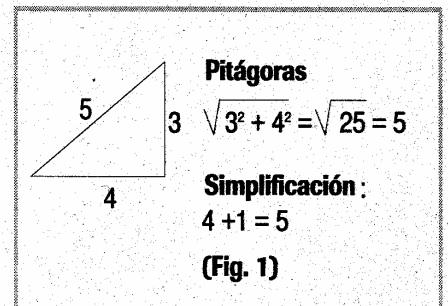 Pitágoras
5
3
√3² + 4² = √25 = 5
4
Simplificación:
4 + 1 = 5
(Fig. 1)